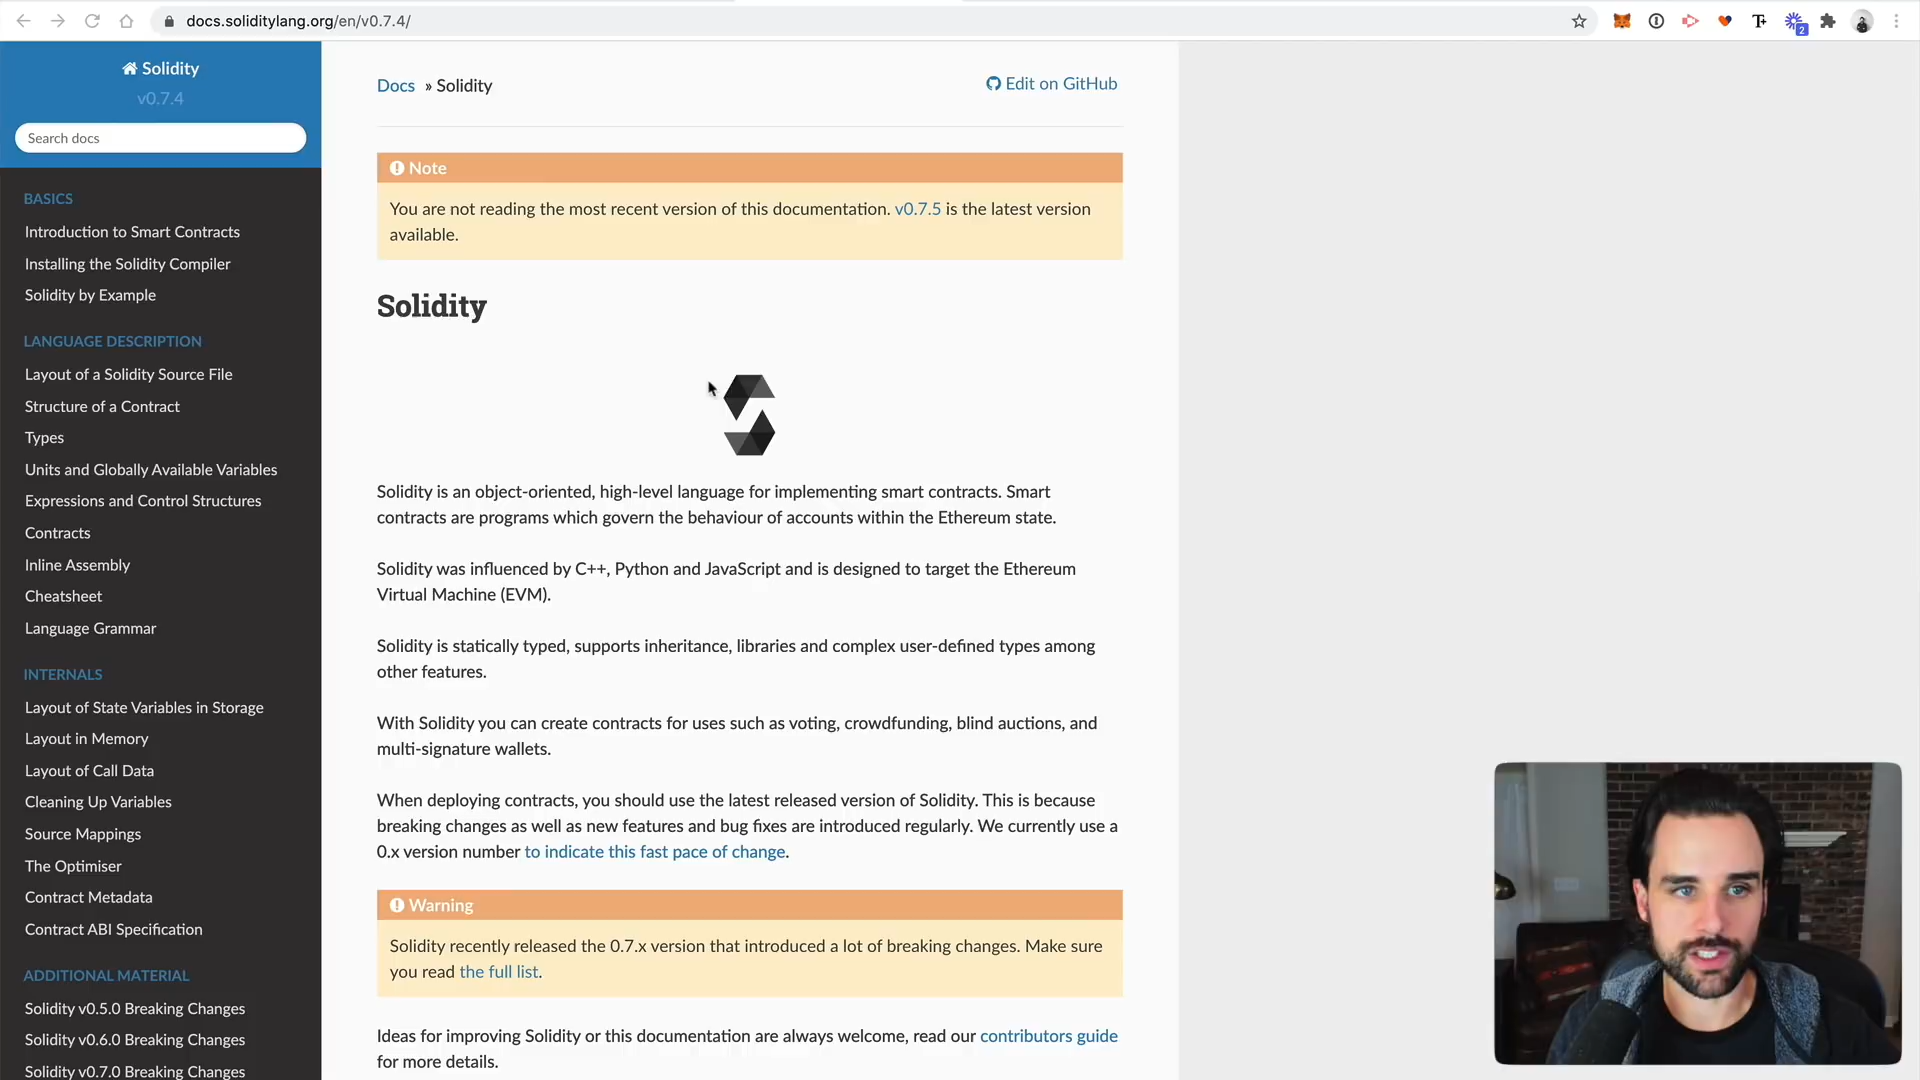 docs.soliditylang.org/en/v0.7.4/
2
Solidity
v0.7.4
Search docs
BASICS
Introduction to Smart Contracts
Installing the Solidity Compiler
Solidity by Example
LANGUAGE DESCRIPTION
Layout of a Solidity Source File
Structure of a Contract
Types
Units and Globally Available Variables
Expressions and Control Structures
Contracts
Inline Assembly
Cheatsheet
Language Grammar
INTERNALS
Layout of State Variables in Storage
Layout in Memory
Layout of Call Data
Cleaning Up Variables
Source Mappings
The Optimiser
Contract Metadata
Contract ABI Specification
ADDITIONAL MATERIAL
Solidity v0.5.0 Breaking Changes
Solidity v0.6.0 Breaking Changes
Solidity v0.7.0 Breaking Changes
Docs » Solidity
Edit on GitHub
Note
You are not reading the most recent version of this documentation. v0.7.5 is the latest version
available.
Solidity
Solidity is an object-oriented, high-level language for implementing smart contracts. Smart
contracts are programs which govern the behaviour of accounts within the Ethereum state.
Solidity was influenced by C++, Python and JavaScript and is designed to target the Ethereum
Virtual Machine (EVM).
Solidity is statically typed, supports inheritance, libraries and complex user-defined types among
other features.
With Solidity you can create contracts for uses such as voting, crowdfunding, blind auctions, and
multi-signature wallets.
When deploying contracts, you should use the latest released version of Solidity. This is because
breaking changes as well as new features and bug fixes are introduced regularly. We currently use a
0.x version number to indicate this fast pace of change.
Warning
Solidity recently released the 0.7.x version that introduced a lot of breaking changes. Make sure
you read the full list.
Ideas for improving Solidity or this documentation are always welcome, read our contributors guide
for more details.